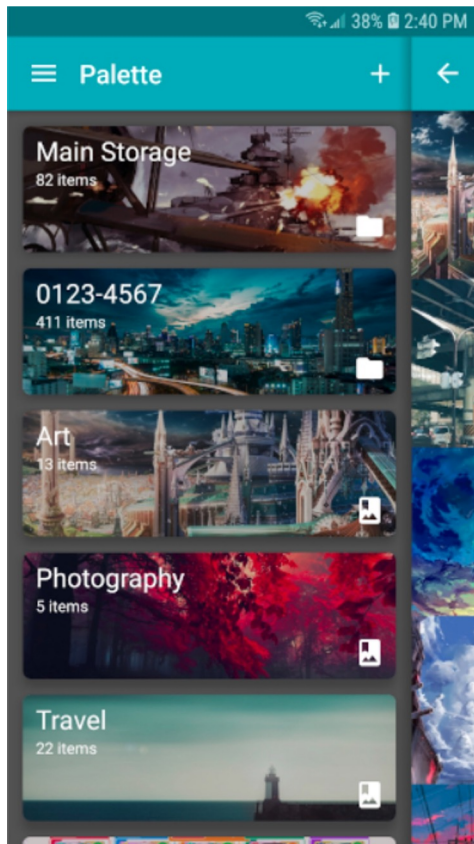 38% 2:40 PM
Palette
Main Storage
82 items
0123-4567
411 items
Art
13 items
Photography
5 items
Travel
22 items